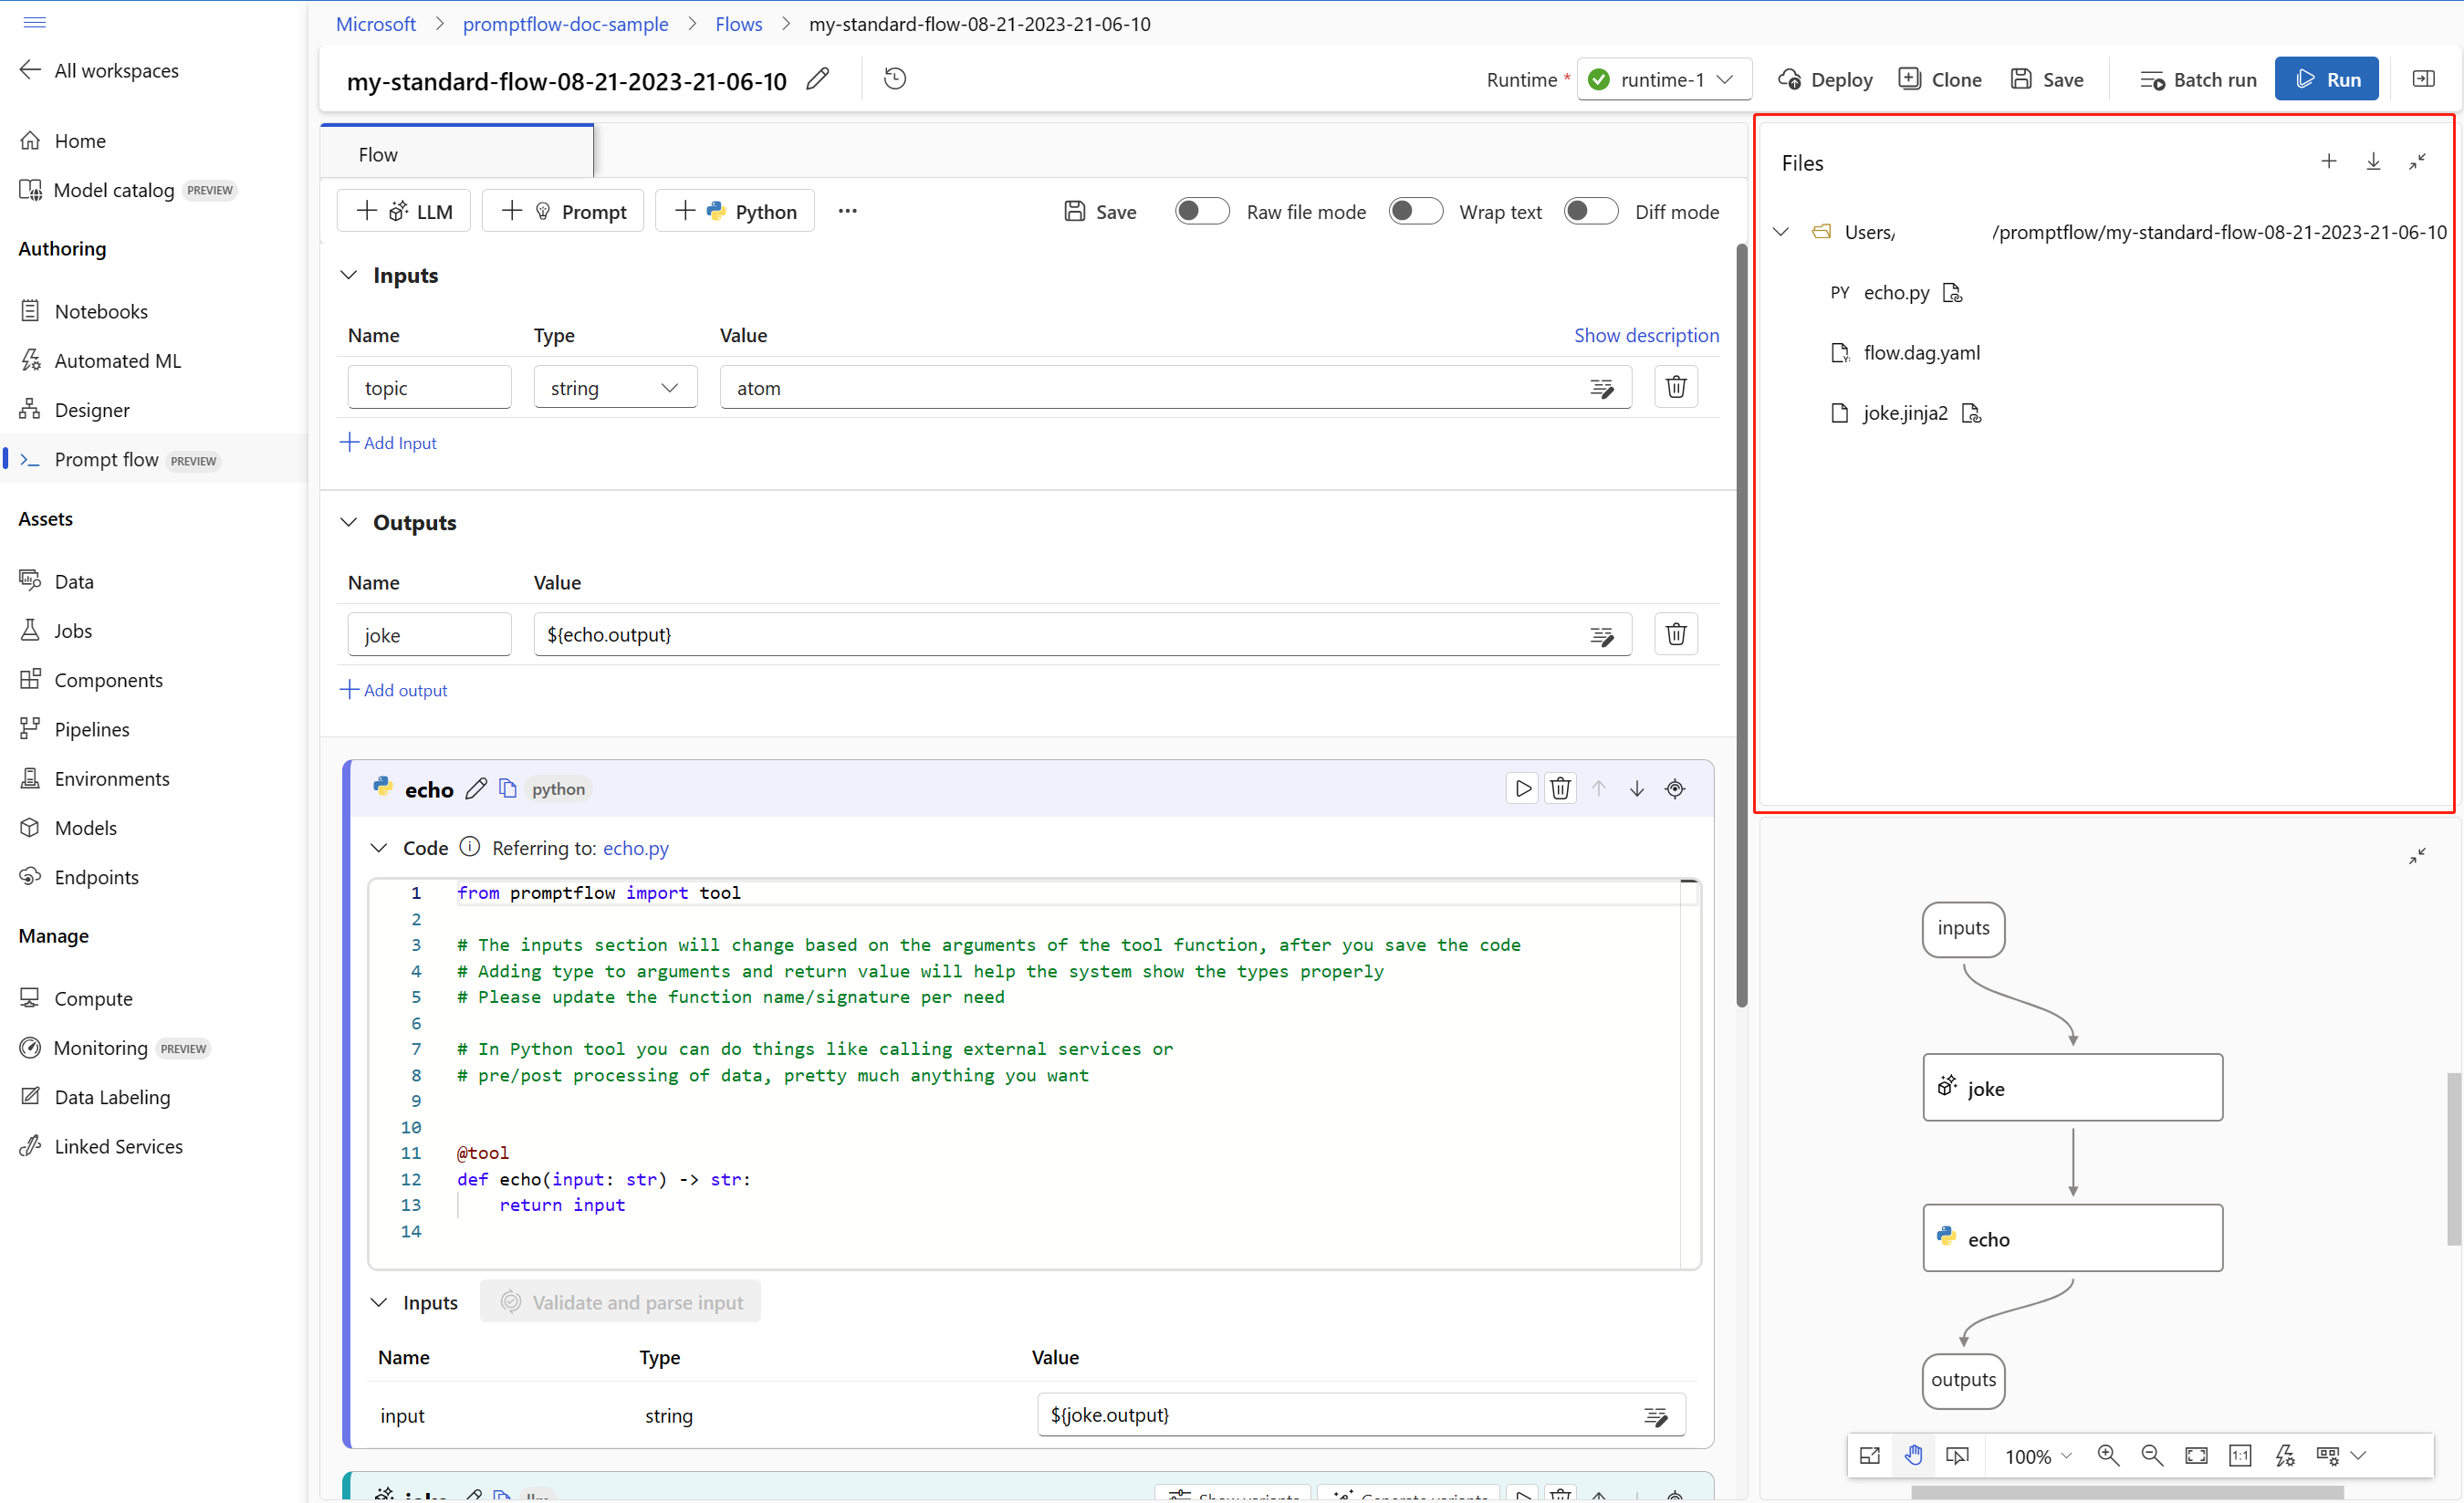 Microsoft > promptflow-doc-sample > Flows > my-standard-flow-08-21-2023-21-06-10
All workspaces
Home
Model catalog PREVIEW
Authoring
Notebooks
Automated ML
Designer
Prompt flow PREVIEW
Assets
Data
Jobs
Components
Pipelines
Environments
Models
Endpoints
Manage
Compute
Monitoring PREVIEW
Data Labeling
Linked Services
my-standard-flow-08-21-2023-21-06-10
Runtime * runtime-1 Deploy Clone Save Batch run Run
Flow
LLM Prompt Python ... Save Raw file mode Wrap text Diff mode
Inputs
Name Type Value Show description
topic string atom
Add Input
Outputs
Name Value
joke ${echo.output}
Add output
echo python
Code Referring to: echo.py
1 from promptflow import tool
2
3 # The inputs section will change based on the arguments of the tool function, after you save the code
4 # Adding type to arguments and return value will help the system show the types properly
5 # Please update the function name/signature per need
6
7 # In Python tool you can do things like calling external services or
8 # pre/post processing of data, pretty much anything you want
9
10
11 @tool
12 def echo(input: str) -> str:
13 return input
14
Inputs Validate and parse input
Name Type Value
input string ${joke.output}
Files
Users/ /promptflow/my-standard-flow-08-21-2023-21-06-10
PY echo.py
flow.dag.yaml
joke.jinja2
inputs
joke
echo
outputs
100% 1:1